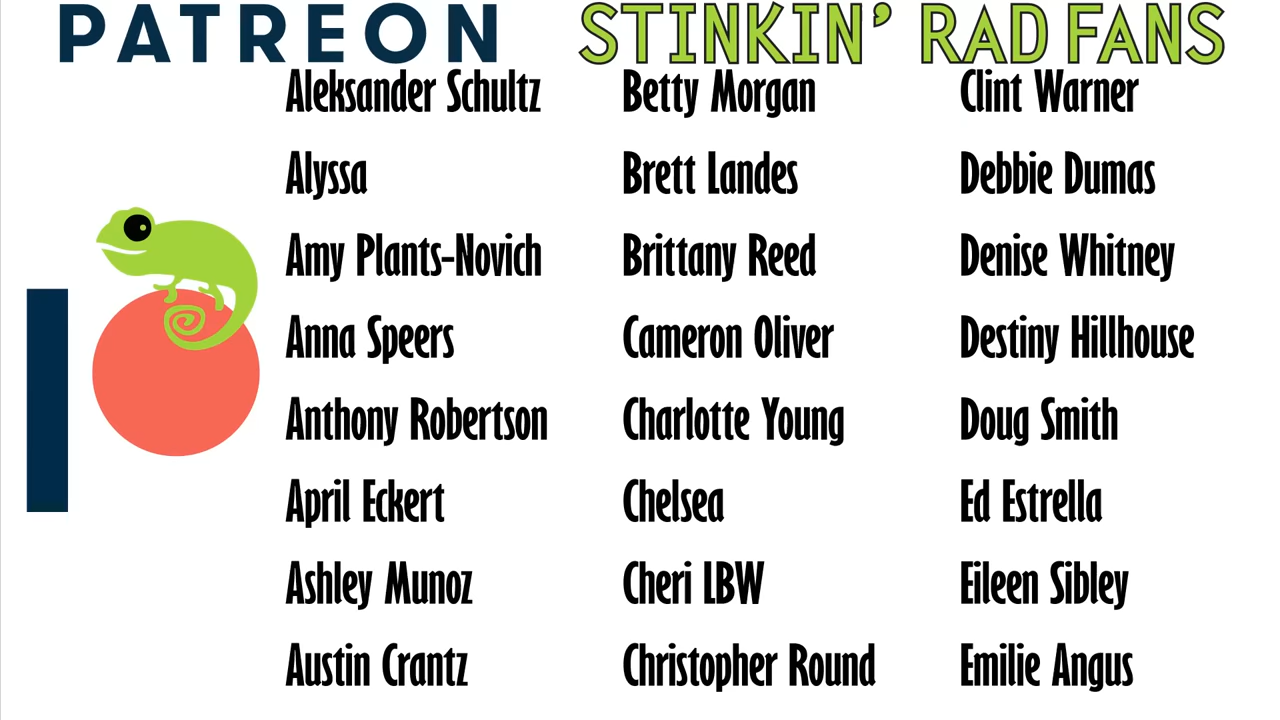 PATREON STINKIN' RAD FANS
Aleksander Schultz
Alyssa
Amy Plants-Novich
Anna Speers
Anthony Robertson
April Eckert
Ashley Munoz
Austin Crantz
Betty Morgan
Brett Landes
Brittany Reed
Cameron Oliver
Charlotte Young
Chelsea
Cheri LBW
Christopher Round
Clint Warner
Debbie Dumas
Denise Whitney
Destiny Hillhouse
Doug Smith
Ed Estrella
Eileen Sibley
Emilie Angus